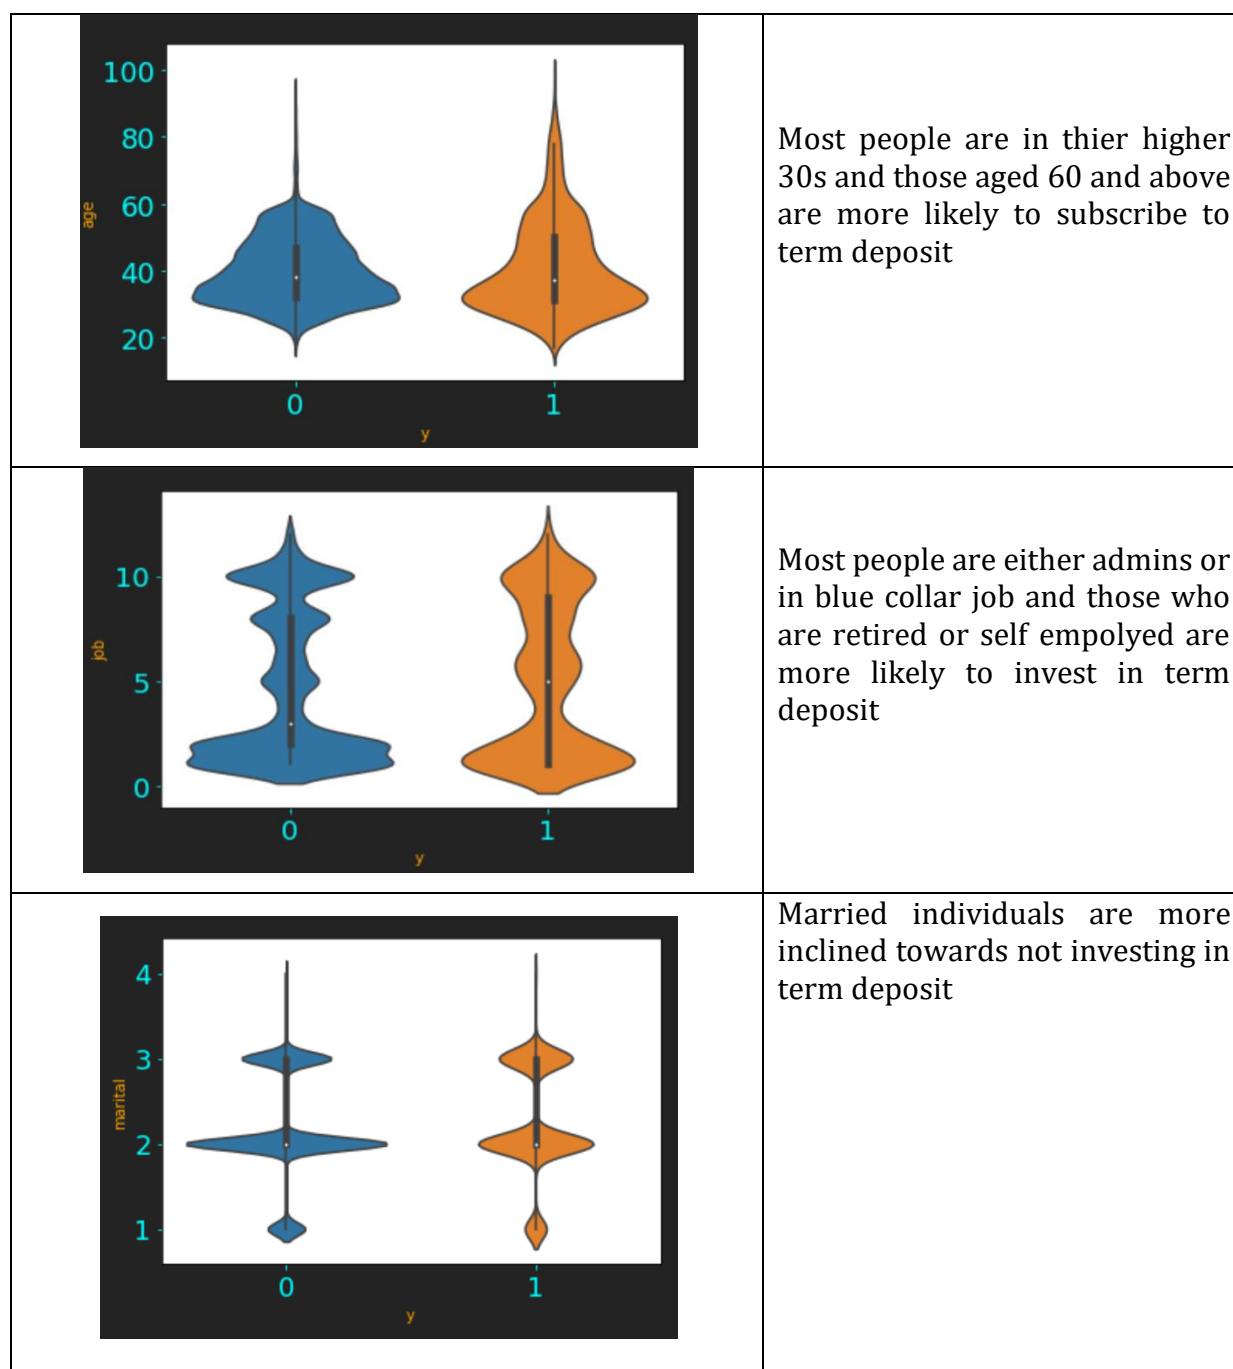 100
80
60
40
20
age
0 1
y
Most people are in thier higher
30s and those aged 60 and above
are more likely to subscribe to
term deposit
10
5
0
job
0 1
y
Most people are either admins or
in blue collar job and those who
are retired or self empolyed are
more likely to invest in term
deposit
4
3
2
1
marital
0 1
y
Married individuals are more
inclined towards not investing in
term deposit